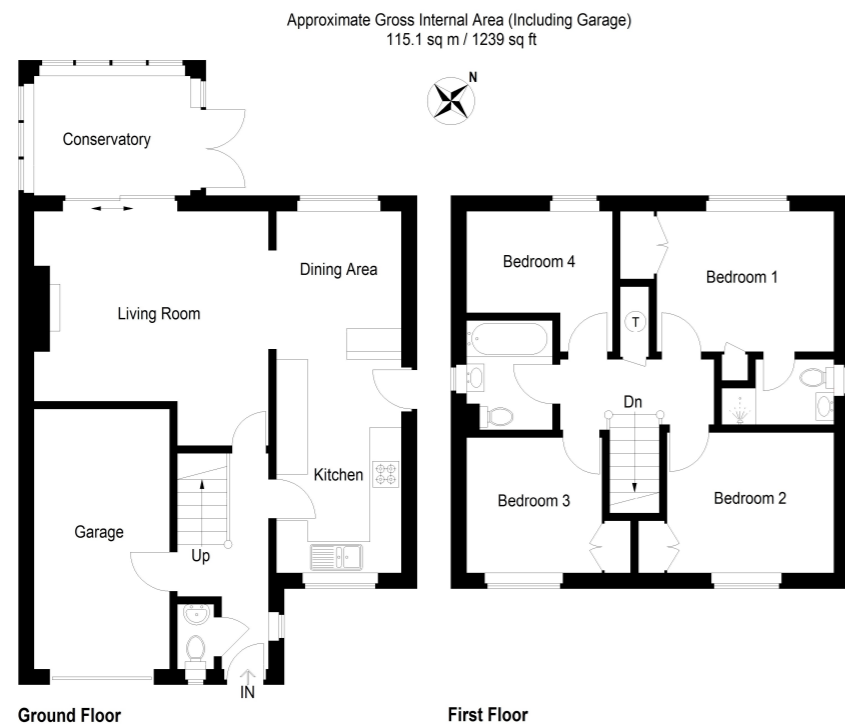 Approximate Gross Internal Area (Including Garage)
115.1 sq m / 1239 sq ft
N
Conservatory
Dining Area
Living Room
Kitchen
Garage
Up
IN
Ground Floor
Bedroom 4
Bedroom 1
T
Dn
Bedroom 3
Bedroom 2
First Floor